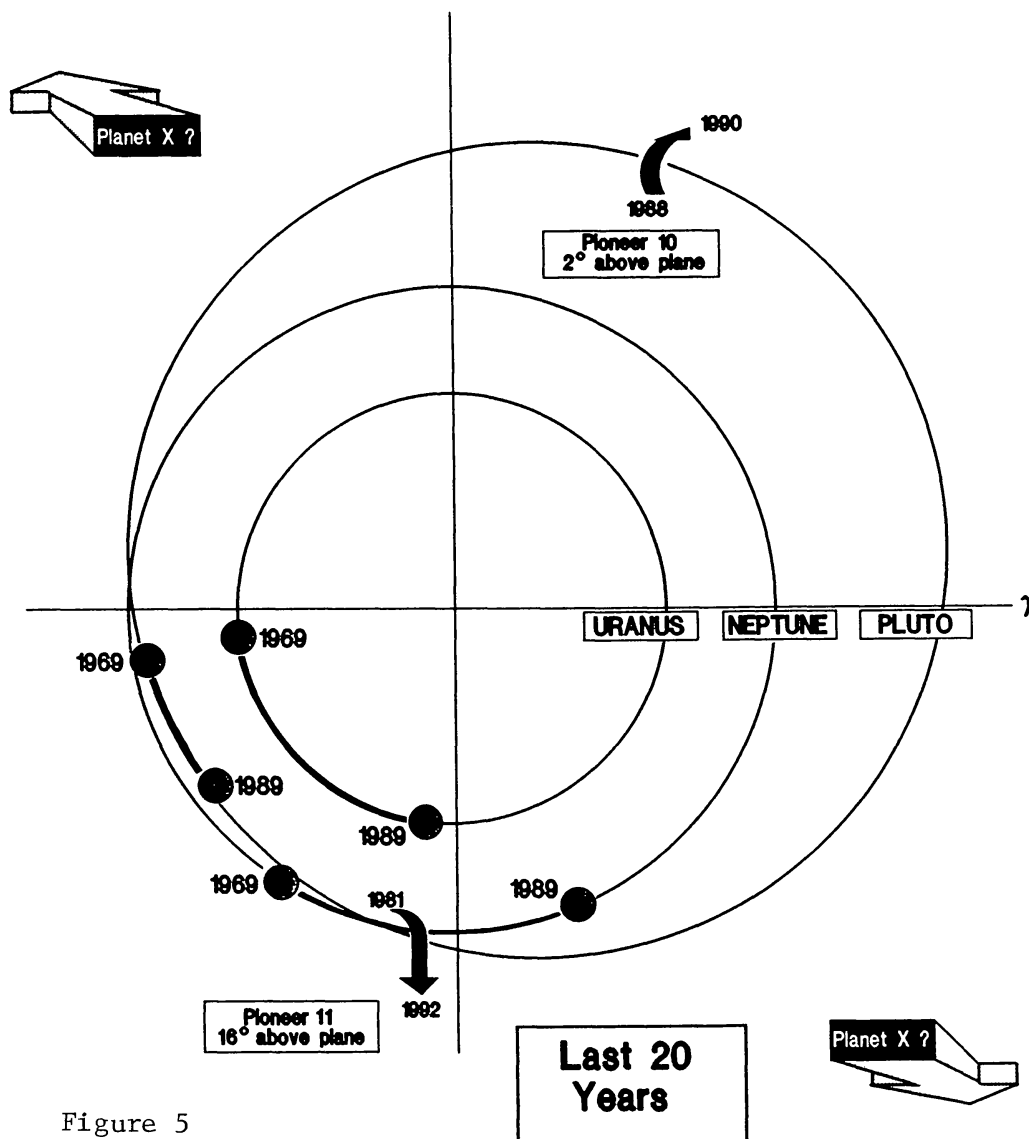 Planet X ?
1990
1988
Pioneer 10
2° above plane
γ
URANUS
NEPTUNE
PLUTO
1969
1969
1989
1989
1969
1981
1989
1992
Pioneer 11
16° above plane
Planet X ?
Last 20
Years
Figure 5